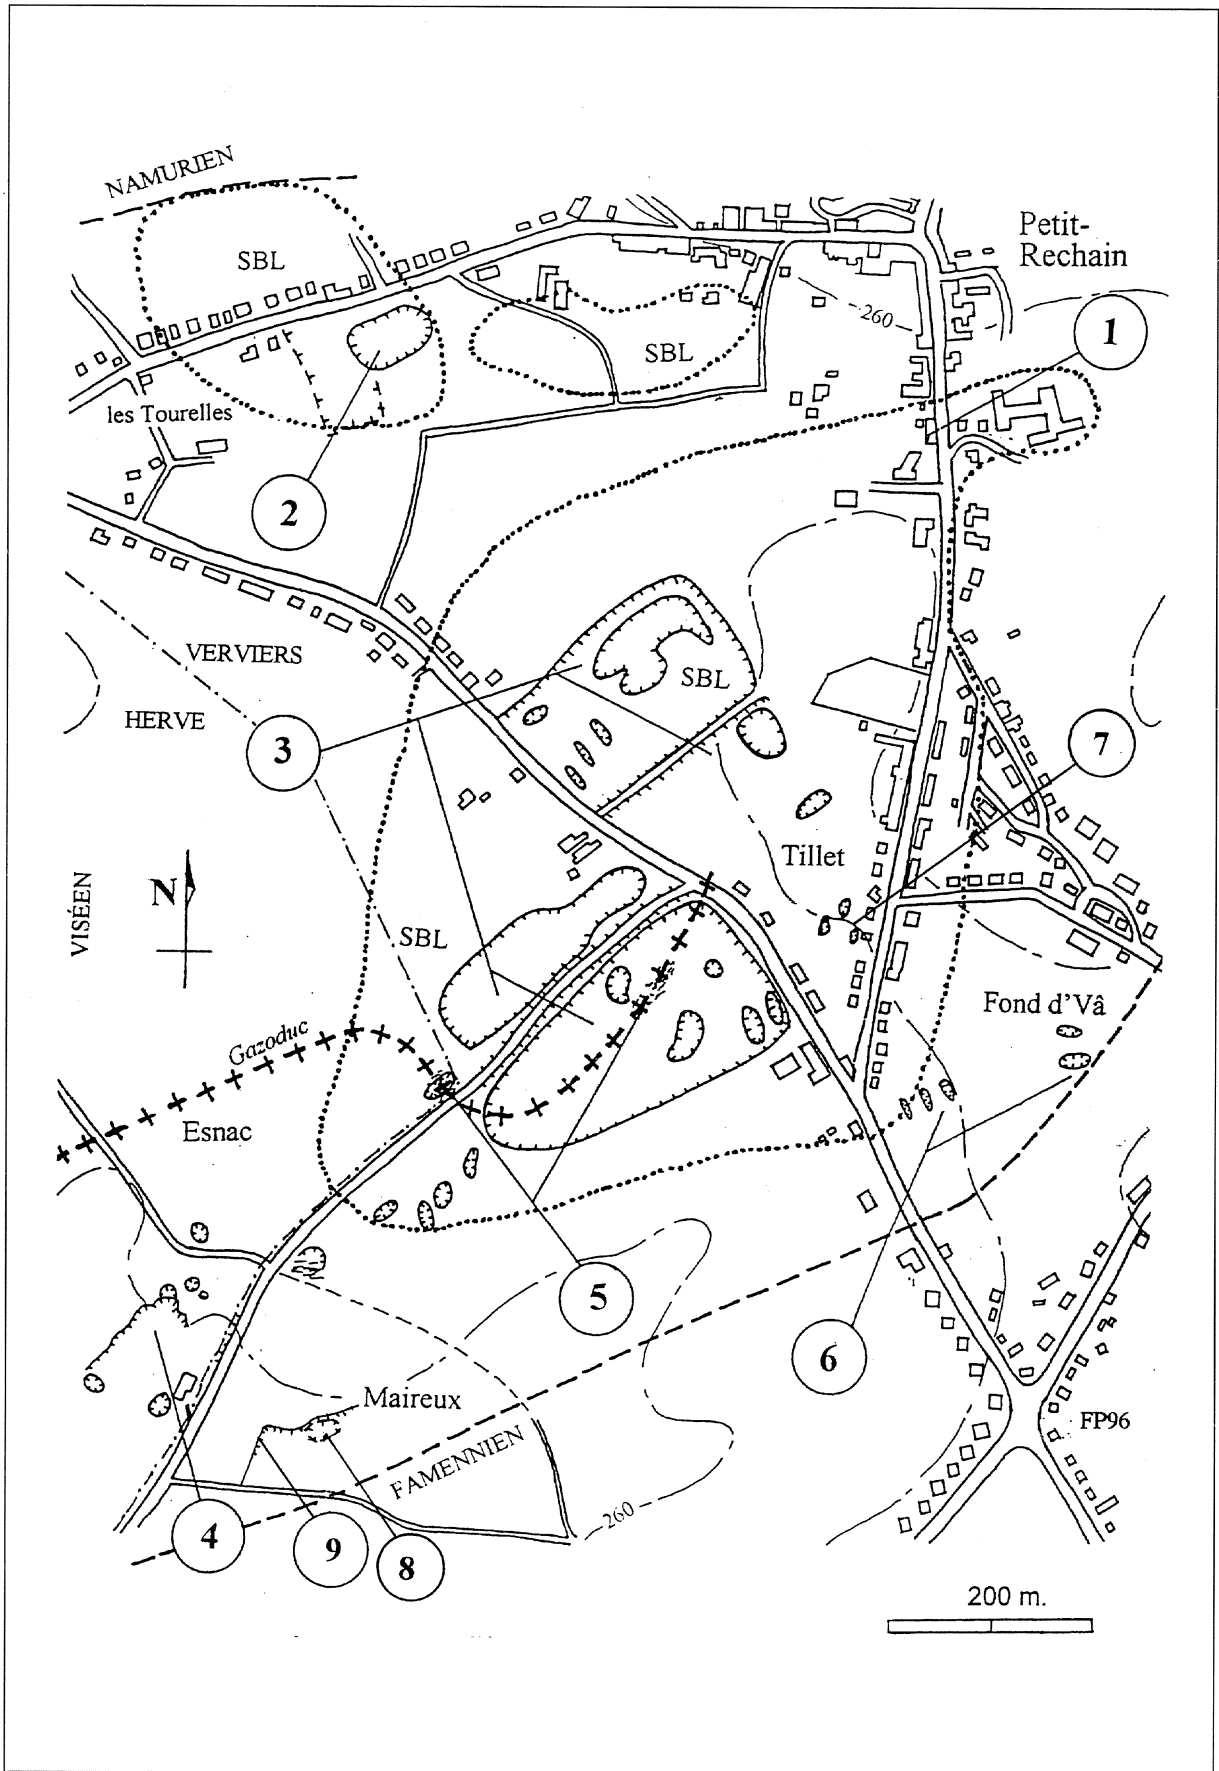 NAMURIEN
SBL
Petit-
Rechain
260
1
SBL
les Tourelles
2
VERVIERS
SBL
HERVE
3
7
Tillet
VISÉEN
N
SBL
Fond d'Vâ
Gazoduc
Esnac
5
6
Maireux
FP96
FAMENNIEN
260
4
9
8
200 m.